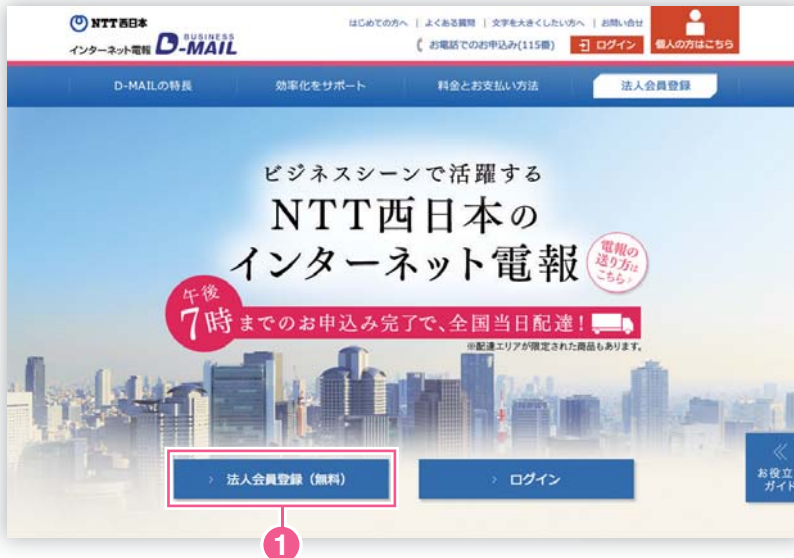 NTT西日本
インターネット電報 D-MAIL BUSINESS
はじめての方へ | よくある質問 | 文字を大きくしたい方へ | お問い合せ
お電話でのお申込み(115番)
ログイン
個人の方はこちら
D-MAILの特長
効率化をサポート
料金とお支払い方法
法人会員登録
ビジネスシーンで活躍する
NTT西日本の
インターネット電報
電報の
送り方は
こちら
午後
7時までのお申込み完了で、全国当日配達!
※配達エリアが限定された商品もあります。
法人会員登録(無料)
ログイン
お役立
ガイド
1